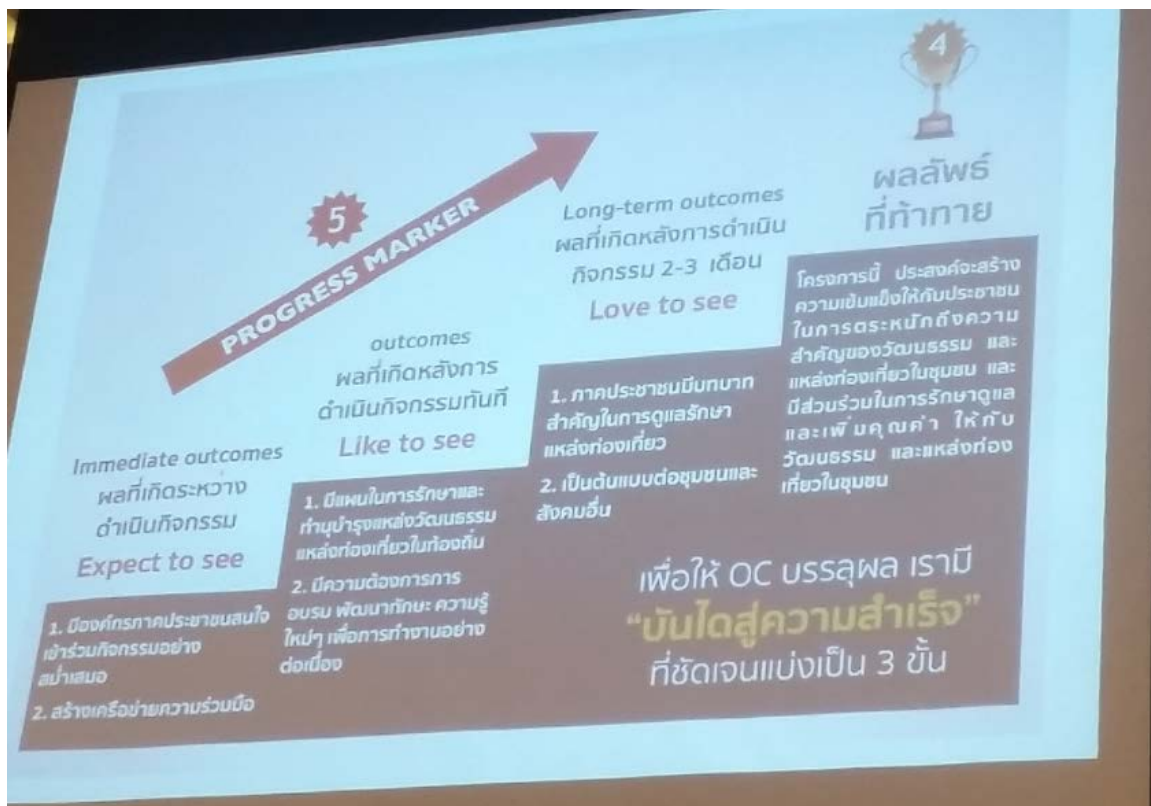 4
ผลลัพธ์
ที่ท้าทาย
5
PROGRESS MARKER
Immediate outcomes
ผลที่เกิดระหว่าง
ดำเนินกิจกรรม
Expect to see
1. มีองค์กรภาคประชาชนสนใจ
เข้าร่วมกิจกรรมอย่าง
สม่ำเสมอ
2. สร้างเครือข่ายความร่วมมือ
outcomes
ผลที่เกิดหลังการ
ดำเนินกิจกรรมทันที
Like to see
1. มีแผนในการรักษาและ
ทำนุบำรุงแหล่งวัฒนธรรม
แหล่งท่องเที่ยวในท้องถิ่น
2. มีความต้องการการ
อบรม พัฒนาทักษะ ความรู้
ใหม่ๆ เพื่อการทำงานอย่าง
ต่อเนื่อง
Long-term outcomes
ผลที่เกิดหลังการดำเนิน
กิจกรรม 2-3 เดือน
Love to see
1. ภาคประชาชนมีบทบาท
สำคัญในการดูแลรักษา
แหล่งท่องเที่ยว
2. เป็นต้นแบบต่อชุมชนและ
สังคมอื่น
โครงการนี้ ประสงค์จะสร้าง
ความเข้มแข็งให้กับประชาชน
ในการตระหนักถึงความ
สำคัญของวัฒนธรรม และ
แหล่งท่องเที่ยวในชุมชน และ
มีส่วนร่วมในการรักษาดูแล
และเพิ่มคุณค่า ให้กับ
วัฒนธรรม และแหล่งท่อง
เที่ยวในชุมชน
เพื่อให้ OC บรรลุผล เรามี
“บันไดสู่ความสำเร็จ”
ที่ชัดเจนแบ่งเป็น 3 ขั้น